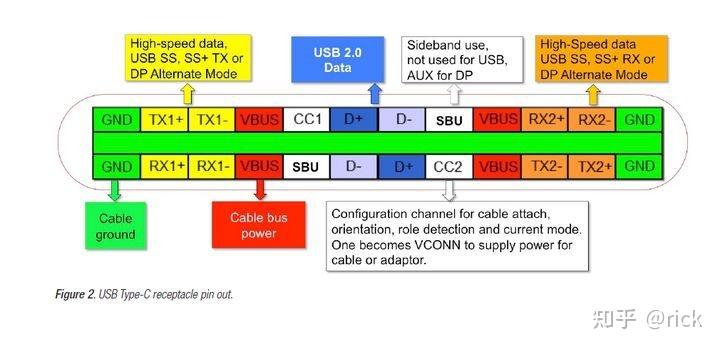 High-speed data,
USB SS, SS+ TX or
DP Alternate Mode
USB 2.0
Data
Sideband use,
not used for USB,
AUX for DP
High-Speed data
USB SS, SS+ RX or
DP Alternate Mode
GND TX1+ TX1- VBUS CC1 D+ D- SBU VBUS RX2+ RX2- GND
GND RX1+ RX1- VBUS SBU D- D+ CC2 VBUS TX2- TX2+ GND
Cable
ground
Cable bus
power
Configuration channel for cable attach,
orientation, role detection and current mode.
One becomes VCONN to supply power for
cable or adaptor.
Figure 2. USB Type-C receptacle pin out.
知乎 @rick